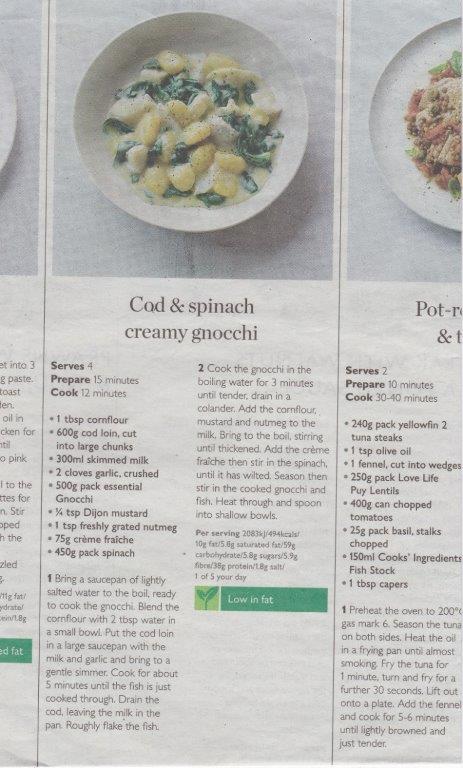 et into 3
g paste.
toast
den.
oil in
cken for
ntil
o pink
l to the
ttes for
n. Stir
pped
h the
zzled
g.
/11g fat/
ydrate/
tein/1.8g
ed fat
Cod & spinach
creamy gnocchi
Serves 4
Prepare 15 minutes
Cook 12 minutes
• 1 tbsp cornflour
• 600g cod loin, cut
into large chunks
• 300ml skimmed milk
• 2 cloves garlic, crushed
• 500g pack essential
Gnocchi
• ¼ tsp Dijon mustard
• 1 tsp freshly grated nutmeg
• 75g crème fraîche
• 450g pack spinach
1 Bring a saucepan of lightly
salted water to the boil, ready
to cook the gnocchi. Blend the
cornflour with 2 tbsp water in
a small bowl. Put the cod loin
in a large saucepan with the
milk and garlic and bring to a
gentle simmer. Cook for about
5 minutes until the fish is just
cooked through. Drain the
cod, leaving the milk in the
pan. Roughly flake the fish.
2 Cook the gnocchi in the
boiling water for 3 minutes
until tender, drain in a
colander. Add the cornflour,
mustard and nutmeg to the
milk. Bring to the boil, stirring
until thickened. Add the crème
fraîche then stir in the spinach,
until it has wilted. Season then
stir in the cooked gnocchi and
fish. Heat through and spoon
into shallow bowls.
Per serving 2083kJ/494kcals/
10g fat/5.8g saturated fat/59g
carbohydrate/5.8g sugars/5.9g
fibre/38g protein/1.8g salt/
1 of 5 your day
Low in fat
Pot-r
& t
Serves 2
Prepare 10 minutes
Cook 30-40 minutes
• 240g pack yellowfin 2
tuna steaks
• 1 tsp olive oil
• 1 fennel, cut into wedges
• 250g pack Love Life
Puy Lentils
• 400g can chopped
tomatoes
• 25g pack basil, stalks
chopped
• 150ml Cooks' Ingredients
Fish Stock
• 1 tbsp capers
1 Preheat the oven to 200°C
gas mark 6. Season the tuna
on both sides. Heat the oil
in a frying pan until almost
smoking. Fry the tuna for
1 minute, turn and fry for a
further 30 seconds. Lift out
onto a plate. Add the fennel
and cook for 5-6 minutes
until lightly browned and
just tender.